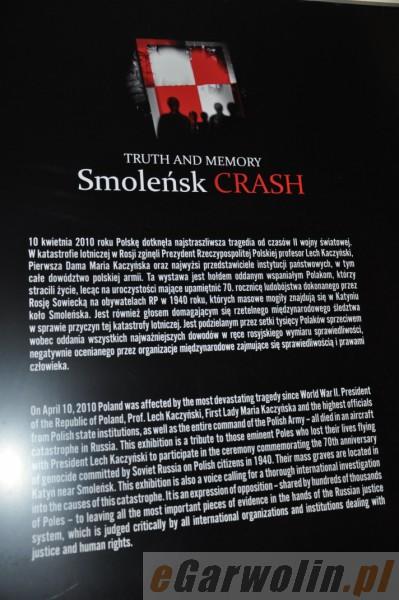 TRUTH AND MEMORY
Smoleńsk CRASH
10 kwietnia 2010 roku Polskę dotknęła najstraszliwsza tragedia od czasów II wojny światowej.
W katastrofie lotniczej w Rosji zginęli Prezydent Rzeczypospolitej Polskiej profesor Lech Kaczyński,
Pierwsza Dama Maria Kaczyńska oraz najwyżsi przedstawiciele instytucji państwowych, w tym
całe dowództwo polskiej armii. Ta wystawa jest hołdem oddanym wspaniałym Polakom, którzy
stracili życie, lecąc na uroczystości mające upamiętnić 70. rocznicę ludobójstwa dokonanego przez
Rosję Sowiecką na obywatelach RP w 1940 roku, których masowe mogiły znajdują się w Katyniu
koło Smoleńska. Jest również głosem domagającym się rzetelnego międzynarodowego śledztwa
w sprawie przyczyn tej katastrofy lotniczej. Jest podzielanym przez setki tysięcy Polaków sprzeciwem
wobec oddania wszystkich najważniejszych dowodów w ręce rosyjskiego wymiaru sprawiedliwości,
negatywnie ocenianego przez organizacje międzynarodowe zajmujące się sprawiedliwością i prawami
człowieka.
On April 10, 2010 Poland was affected by the most devastating tragedy since World War II. President
of the Republic of Poland, Prof. Lech Kaczyński, First Lady Maria Kaczyńska and the highest officials
from Polish state institutions, as well as the entire command of the Polish Army – all died in an aircraft
catastrophe in Russia. This exhibition is a tribute to those eminent Poles who lost their lives flying
with President Lech Kaczyński to participate in the ceremony commemorating the 70th anniversary
of genocide committed by Soviet Russia on Polish citizens in 1940. Their mass graves are located in
Katyn near Smoleńsk. This exhibition is also a voice calling for a thorough international investigation
into the causes of this catastrophe. It is an expression of opposition – shared by hundreds of thousands
of Poles – to leaving all the most important pieces of evidence in the hands of the Russian justice
system, which is judged critically by all international organizations and institutions dealing with
justice and human rights.
eGarwolin.pl